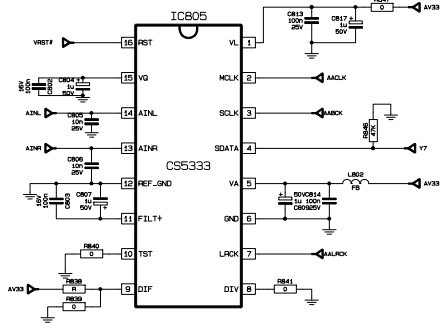 IC805
R847
0
AV33
C813
100n
25V
C817
1u
50V
VRST#
16
RST
VL
1
16V
100n
C802
C804
1u
50V
15
VQ
MCLK
2
AACLK
AINL
C805
10n
25V
14
AINL
SCLK
3
AABCK
R846
47K
AINR
13
AINR
SDATA
4
Y7
C806
10n
25V
CS5333
L802
FB
12
REF_GND
VA
5
AV33
16V
100n
C803
C807
1u
50V
50V C814
1u 100n
C809 25V
11
FILT+
GND
6
R840
0
10
TST
LRCK
7
AALRCK
AV33
R838
R
9
DIF
DIV
8
R841
0
R839
0